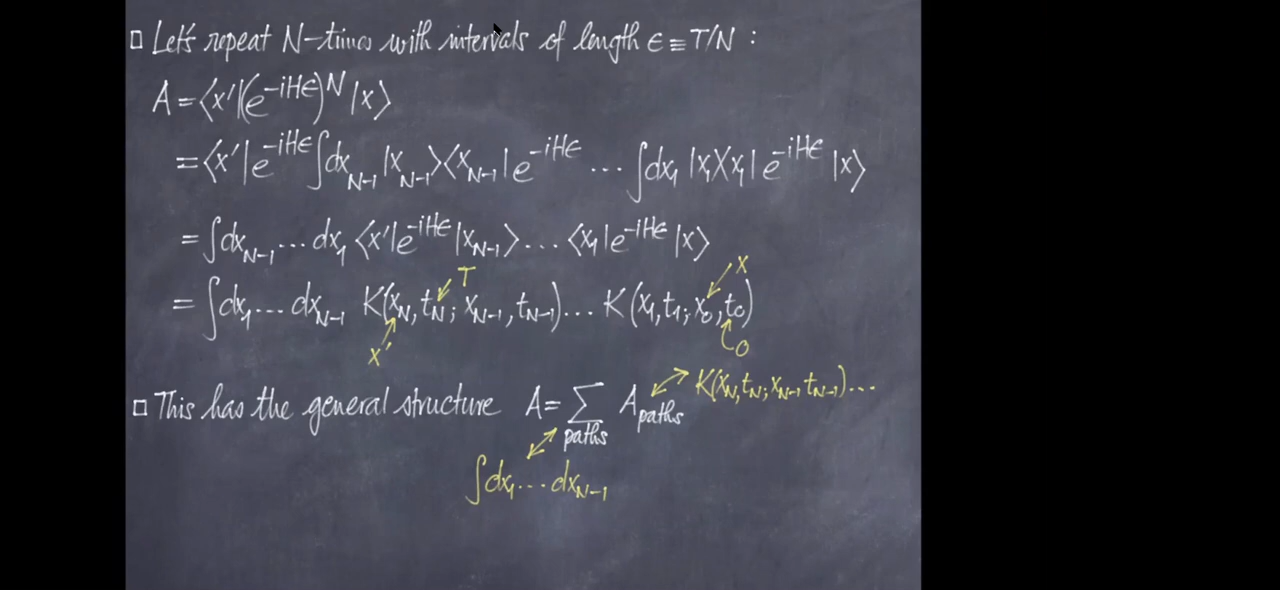 □ Let's repeat N-times with intervals of length ϵ ≡ T/N :
A = ⟨x'|(e^{-iHϵ})^N |x⟩
= ⟨x'| e^{-iHϵ} ∫dx_{N-1} |x_{N-1}⟩⟨x_{N-1}| e^{-iHϵ} ... ∫dx_1 |x_1⟩⟨x_1| e^{-iHϵ} |x⟩
= ∫dx_{N-1} ... dx_1 ⟨x'|e^{-iHϵ}|x_{N-1}⟩ ... ⟨x_1|e^{-iHϵ}|x⟩
T
x
= ∫dx_1 ... dx_{N-1} K(x_N, t_N; x_{N-1}, t_{N-1}) ... K(x_1, t_1; x_0, t_0)
x'
0
K(x_N, t_N; x_{N-1} t_{N-1}) ...
□ This has the general structure A = ∑_{paths} A_{paths}
∫dx_1 ... dx_{N-1}